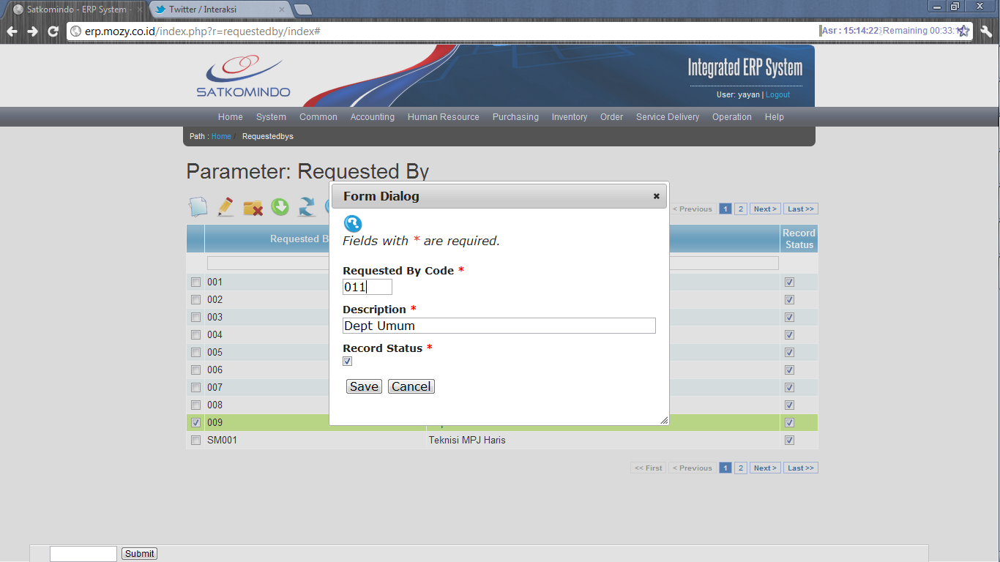 Satkomindo - ERP System -
Twitter / Interaksi
erp.mozy.co.id/index.php?r=requestedby/index#
Asr : 15:14:22 Remaining 00:33:
SATKOMINDO
Integrated ERP System
User: yayan | Logout
Home System Common Accounting Human Resource Purchasing Inventory Order Service Delivery Operation Help
Path : Home / Requestedbys
Parameter: Requested By
Form Dialog
< Previous 1 2 Next > Last >>
Requested B
Record Status
Fields with * are required.
Requested By Code *
011
Description *
Dept Umum
Record Status *
Save Cancel
001
002
003
004
005
006
007
008
009
SM001 Teknisi MPJ Haris
<< First < Previous 1 2 Next > Last >>
Submit